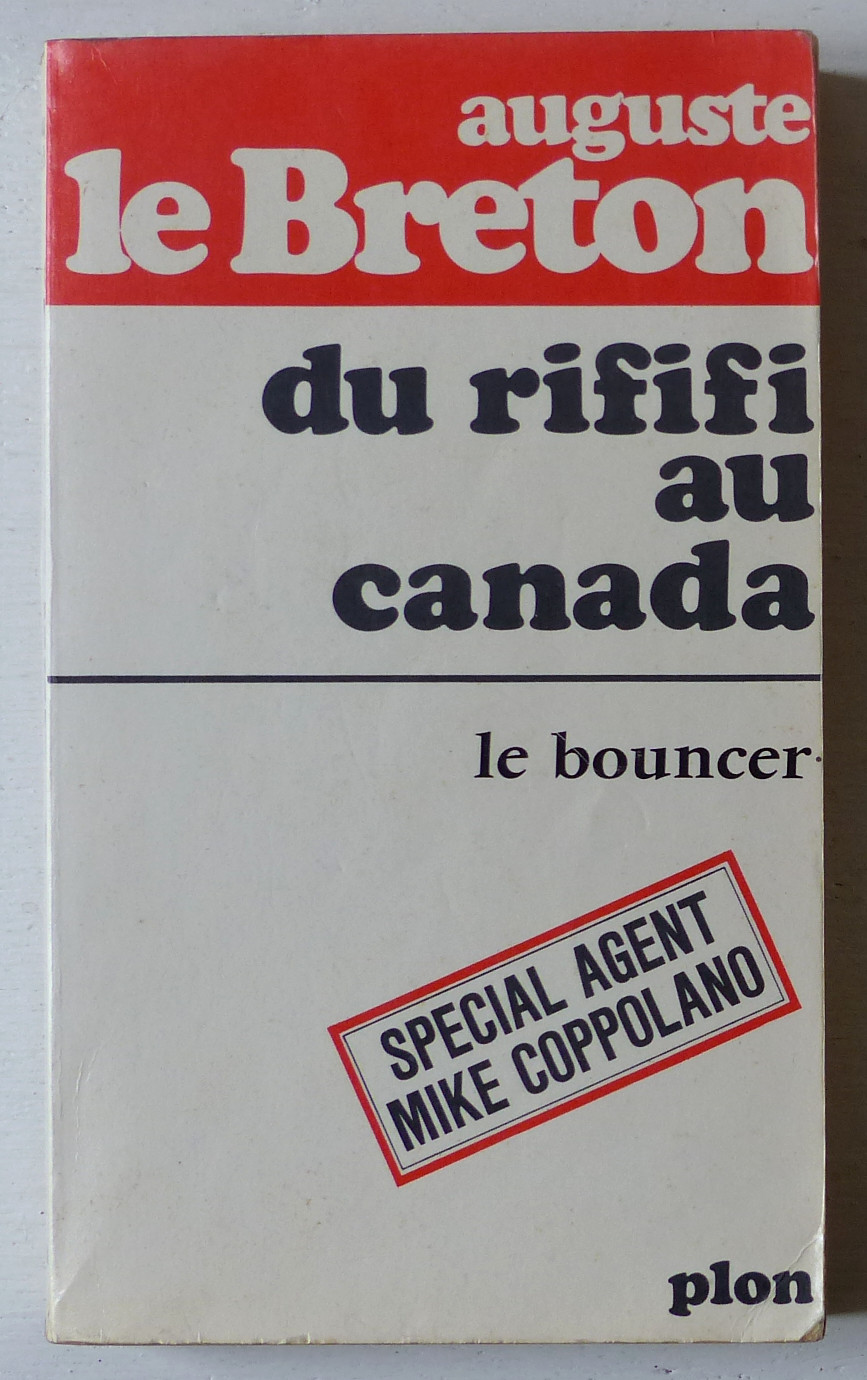 auguste
le Breton
du rififi
au
canada
le bouncer
SPECIAL AGENT
MIKE COPPOLANO
plon